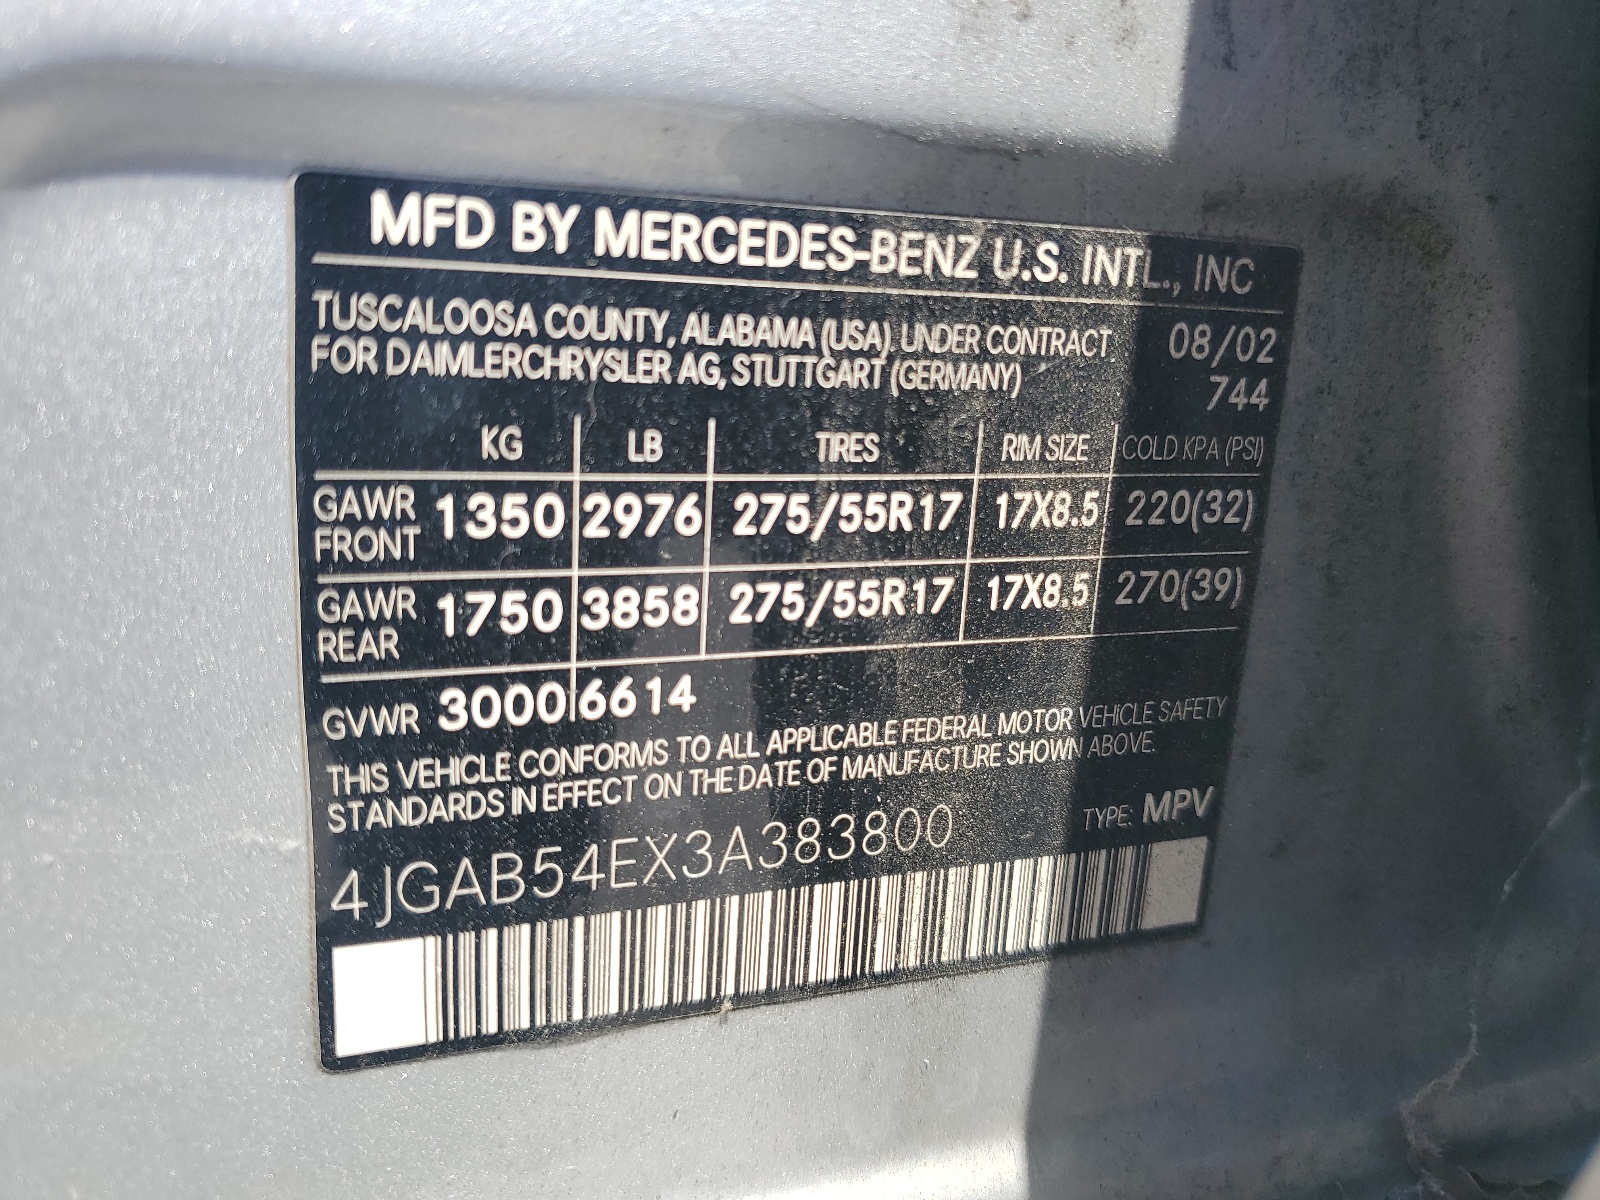 MFD BY MERCEDES-BENZ U.S. INTL., INC
TUSCALOOSA COUNTY, ALABAMA (USA) UNDER CONTRACT 08/02
FOR DAIMLERCHRYSLER AG, STUTTGART (GERMANY) 744
KG LB TIRES RIM SIZE COLD KPA (PSI)
GAWR FRONT 1350 2976 275/55R17 17X8.5 220(32)
GAWR REAR 1750 3858 275/55R17 17X8.5 270(39)
GVWR 3000 6614
THIS VEHICLE CONFORMS TO ALL APPLICABLE FEDERAL MOTOR VEHICLE SAFETY
STANDARDS IN EFFECT ON THE DATE OF MANUFACTURE SHOWN ABOVE.
4JGAB54EX3A383800 TYPE: MPV